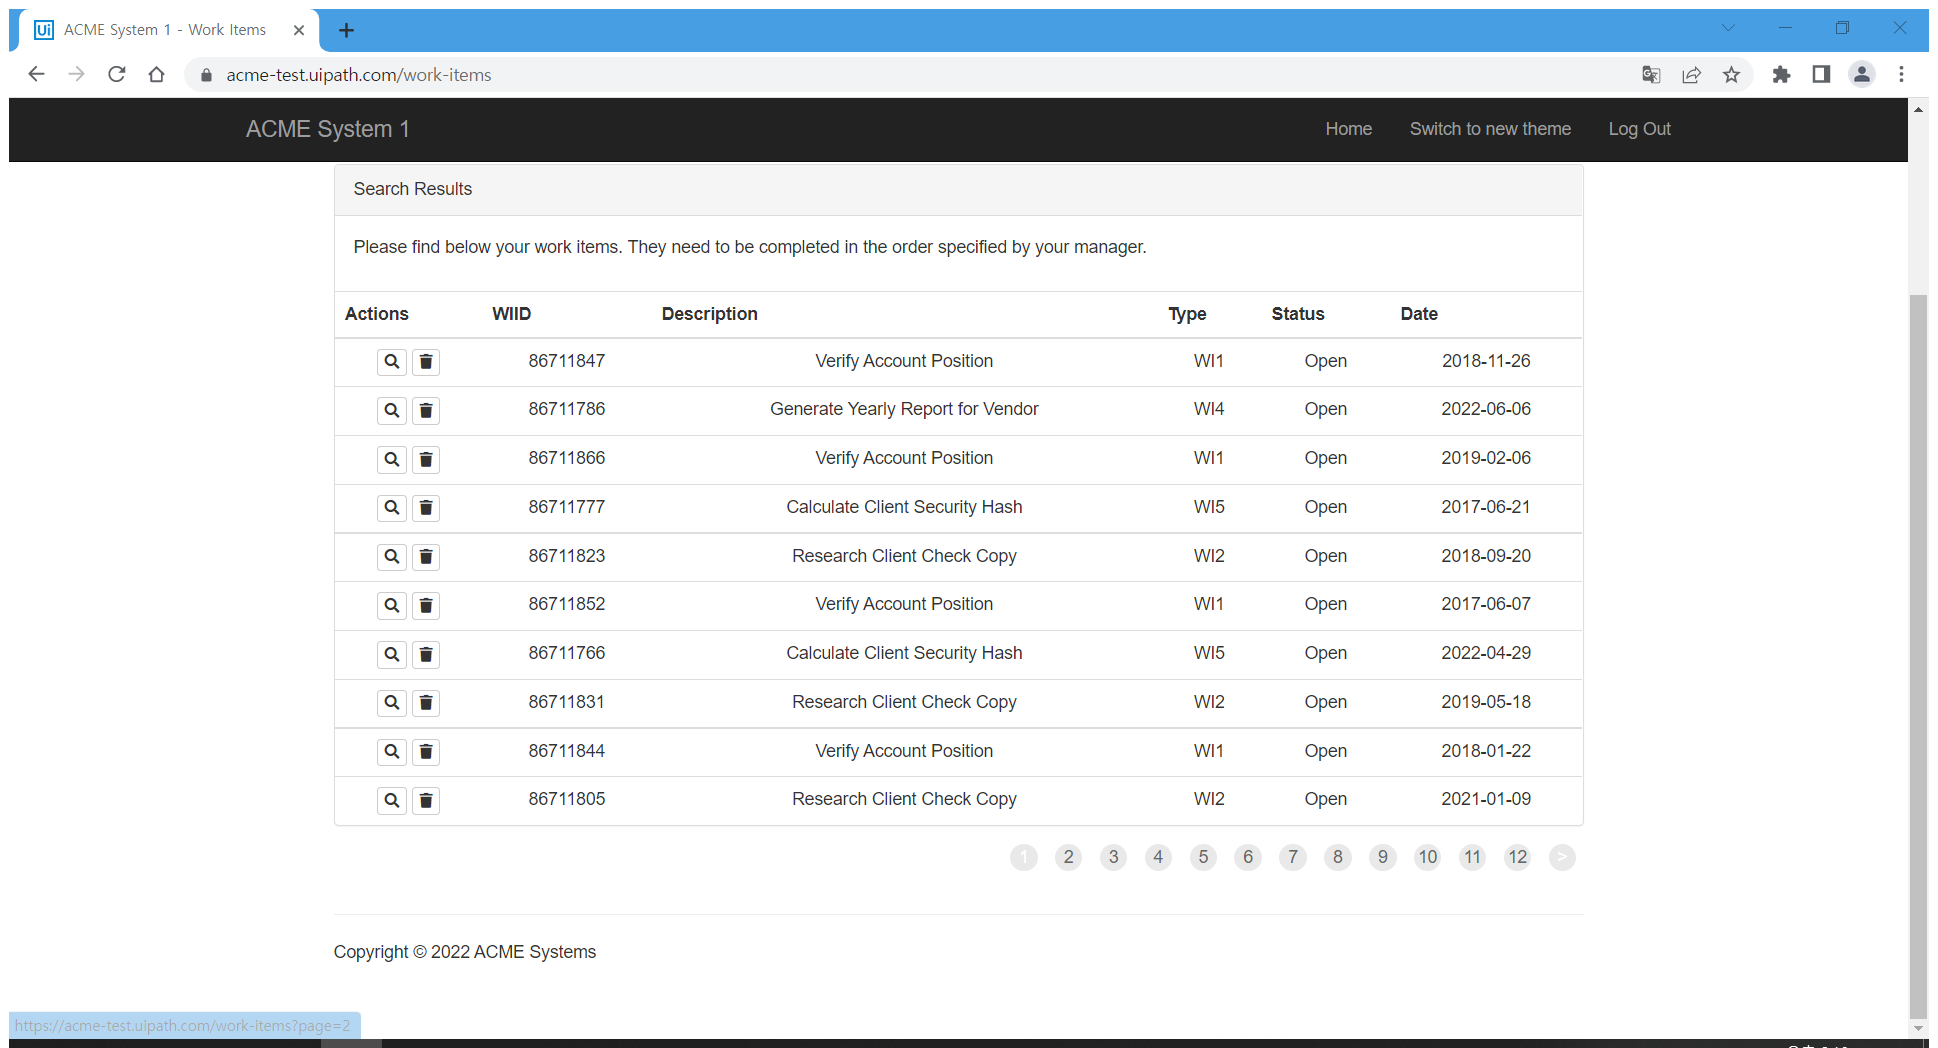 Ui ACME System 1 - Work Items
acme-test.uipath.com/work-items
ACME System 1 Home Switch to new theme Log Out
Search Results
Please find below your work items. They need to be completed in the order specified by your manager.
Actions WIID Description Type Status Date
86711847 Verify Account Position WI1 Open 2018-11-26
86711786 Generate Yearly Report for Vendor WI4 Open 2022-06-06
86711866 Verify Account Position WI1 Open 2019-02-06
86711777 Calculate Client Security Hash WI5 Open 2017-06-21
86711823 Research Client Check Copy WI2 Open 2018-09-20
86711852 Verify Account Position WI1 Open 2017-06-07
86711766 Calculate Client Security Hash WI5 Open 2022-04-29
86711831 Research Client Check Copy WI2 Open 2019-05-18
86711844 Verify Account Position WI1 Open 2018-01-22
86711805 Research Client Check Copy WI2 Open 2021-01-09
1 2 3 4 5 6 7 8 9 10 11 12 >
Copyright © 2022 ACME Systems
https://acme-test.uipath.com/work-items?page=2